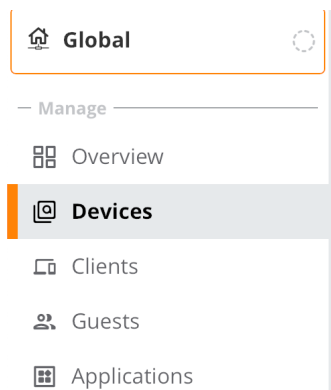 Global
Manage
Overview
Devices
Clients
Guests
Applications